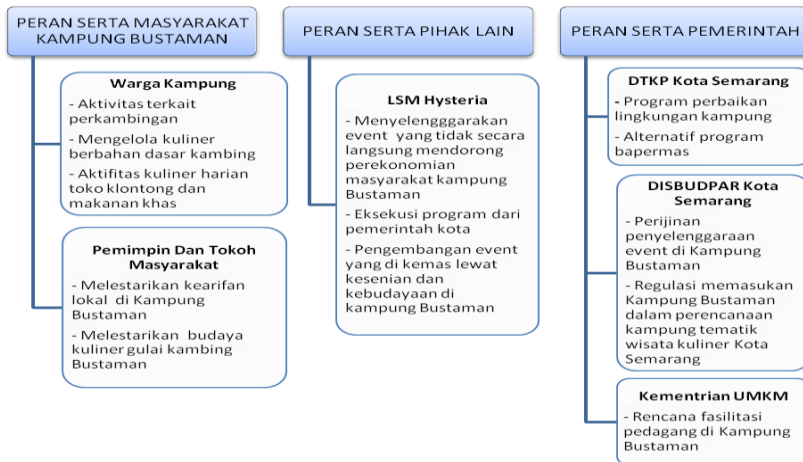 PERAN SERTA MASYARAKAT
KAMPUNG BUSTAMAN
Warga Kampung
- Aktivitas terkait
perkambingan
- Mengelola kuliner
berbahan dasar kambing
- Aktifitas kuliner harian
toko klontong dan
makanan khas
Pemimpin Dan Tokoh
Masyarakat
- Melestarikan kearifan
lokal di Kampung
Bustaman
- Melestarikan budaya
kuliner gulai kambing
Bustaman
PERAN SERTA PIHAK LAIN
LSM Hysteria
- Menyelengggarakan
event yang tidak secara
langsung mendorong
perekonomian
masyarakat kampung
Bustaman
- Eksekusi program dari
pemerintah kota
- Pengembangan event
yang di kemas lewat
kesenian dan
kebudayaan di
kampung Bustaman
PERAN SERTA PEMERINTAH
DTKP Kota Semarang
- Program perbaikan
lingkungan kampung
- Alternatif program
bapermas
DISBUDPAR Kota
Semarang
- Perijinan
penyelenggaraan
event di Kampung
Bustaman
- Regulasi memasukan
Kampung Bustaman
dalam perencanaan
kampung tematik
wisata kuliner Kota
Semarang
Kementrian UMKM
- Rencana fasilitasi
pedagang di Kampung
Bustaman